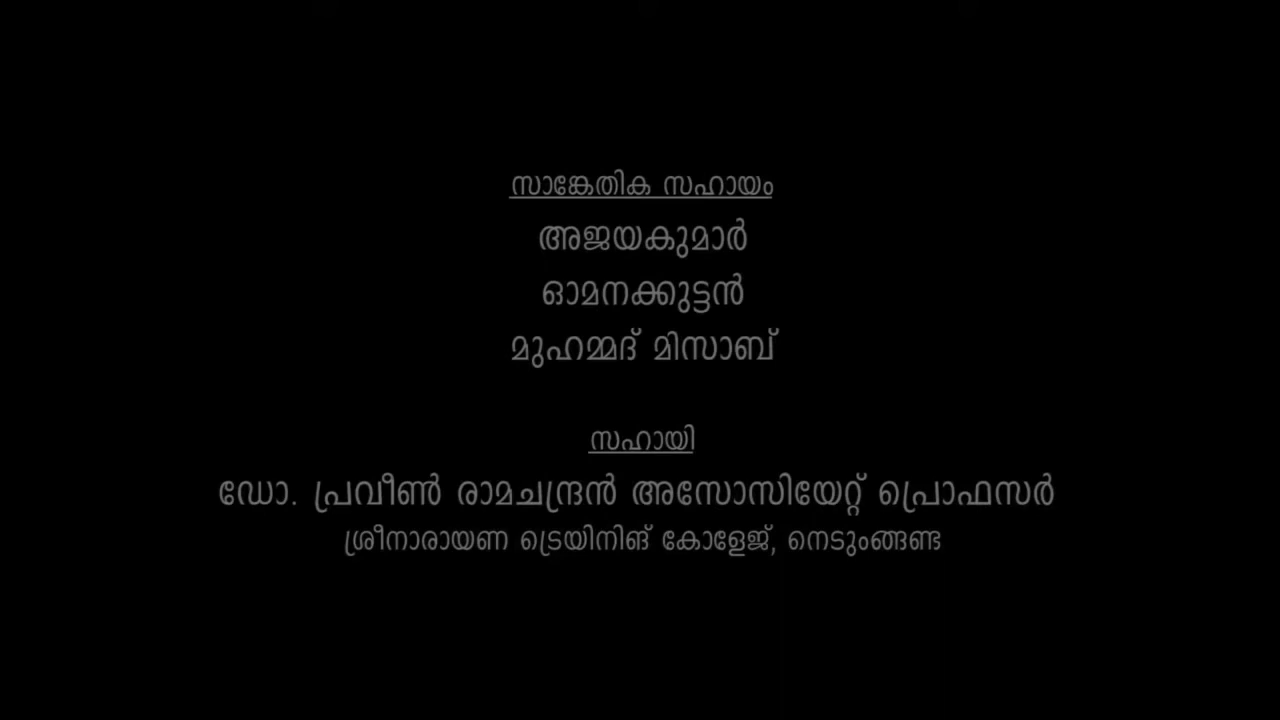 സാങ്കേതിക സഹായം
അജയകുമാർ
ഓമനക്കുട്ടൻ
മുഹമ്മദ് മിസാബ്
സഹായി
ഡോ. പ്രവീൺ രാമചന്ദ്രൻ അസോസിയേറ്റ് പ്രൊഫസർ
ശ്രീനാരായണ ട്രെയിനിങ് കോളേജ്, നെടുംങ്ങണ്ട